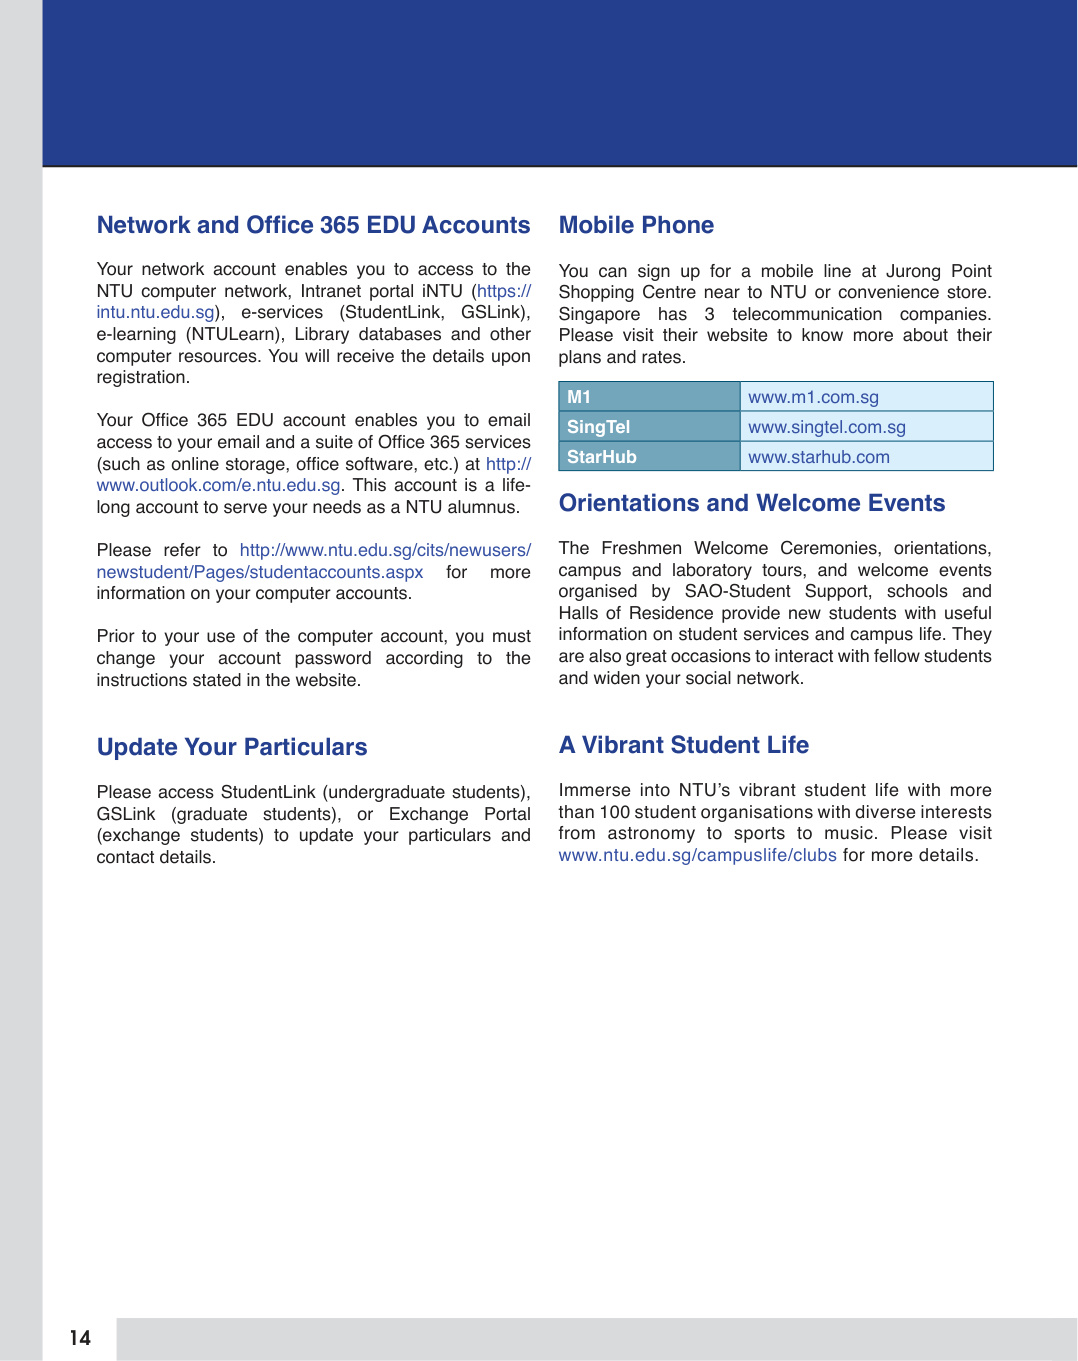 Network and Office 365 EDU Accounts
Your network account enables you to access to the
NTU computer network, Intranet portal iNTU (https://
intu.ntu.edu.sg), e-services (StudentLink, GSLink),
e-learning (NTULearn), Library databases and other
computer resources. You will receive the details upon
registration.
Your Office 365 EDU account enables you to email
access to your email and a suite of Office 365 services
(such as online storage, office software, etc.) at http://
www.outlook.com/e.ntu.edu.sg. This account is a life-
long account to serve your needs as a NTU alumnus.
Please refer to http://www.ntu.edu.sg/cits/newusers/
newstudent/Pages/studentaccounts.aspx for more
information on your computer accounts.
Prior to your use of the computer account, you must
change your account password according to the
instructions stated in the website.
Update Your Particulars
Please access StudentLink (undergraduate students),
GSLink (graduate students), or Exchange Portal
(exchange students) to update your particulars and
contact details.
Mobile Phone
You can sign up for a mobile line at Jurong Point
Shopping Centre near to NTU or convenience store.
Singapore has 3 telecommunication companies.
Please visit their website to know more about their
plans and rates.
M1 www.m1.com.sg
SingTel www.singtel.com.sg
StarHub www.starhub.com
Orientations and Welcome Events
The Freshmen Welcome Ceremonies, orientations,
campus and laboratory tours, and welcome events
organised by SAO-Student Support, schools and
Halls of Residence provide new students with useful
information on student services and campus life. They
are also great occasions to interact with fellow students
and widen your social network.
A Vibrant Student Life
Immerse into NTU’s vibrant student life with more
than 100 student organisations with diverse interests
from astronomy to sports to music. Please visit
www.ntu.edu.sg/campuslife/clubs for more details.
14